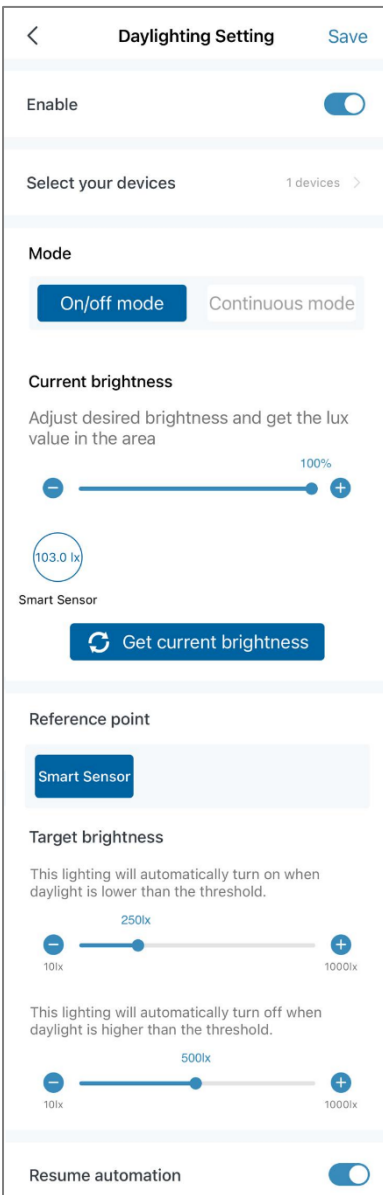 Daylighting Setting
Save
Enable
Select your devices
1 devices
Mode
On/off mode
Continuous mode
Current brightness
Adjust desired brightness and get the lux
value in the area
100%
103.0 lx
Smart Sensor
Get current brightness
Reference point
Smart Sensor
Target brightness
This lighting will automatically turn on when
daylight is lower than the threshold.
250lx
10lx
1000lx
This lighting will automatically turn off when
daylight is higher than the threshold.
500lx
10lx
1000lx
Resume automation